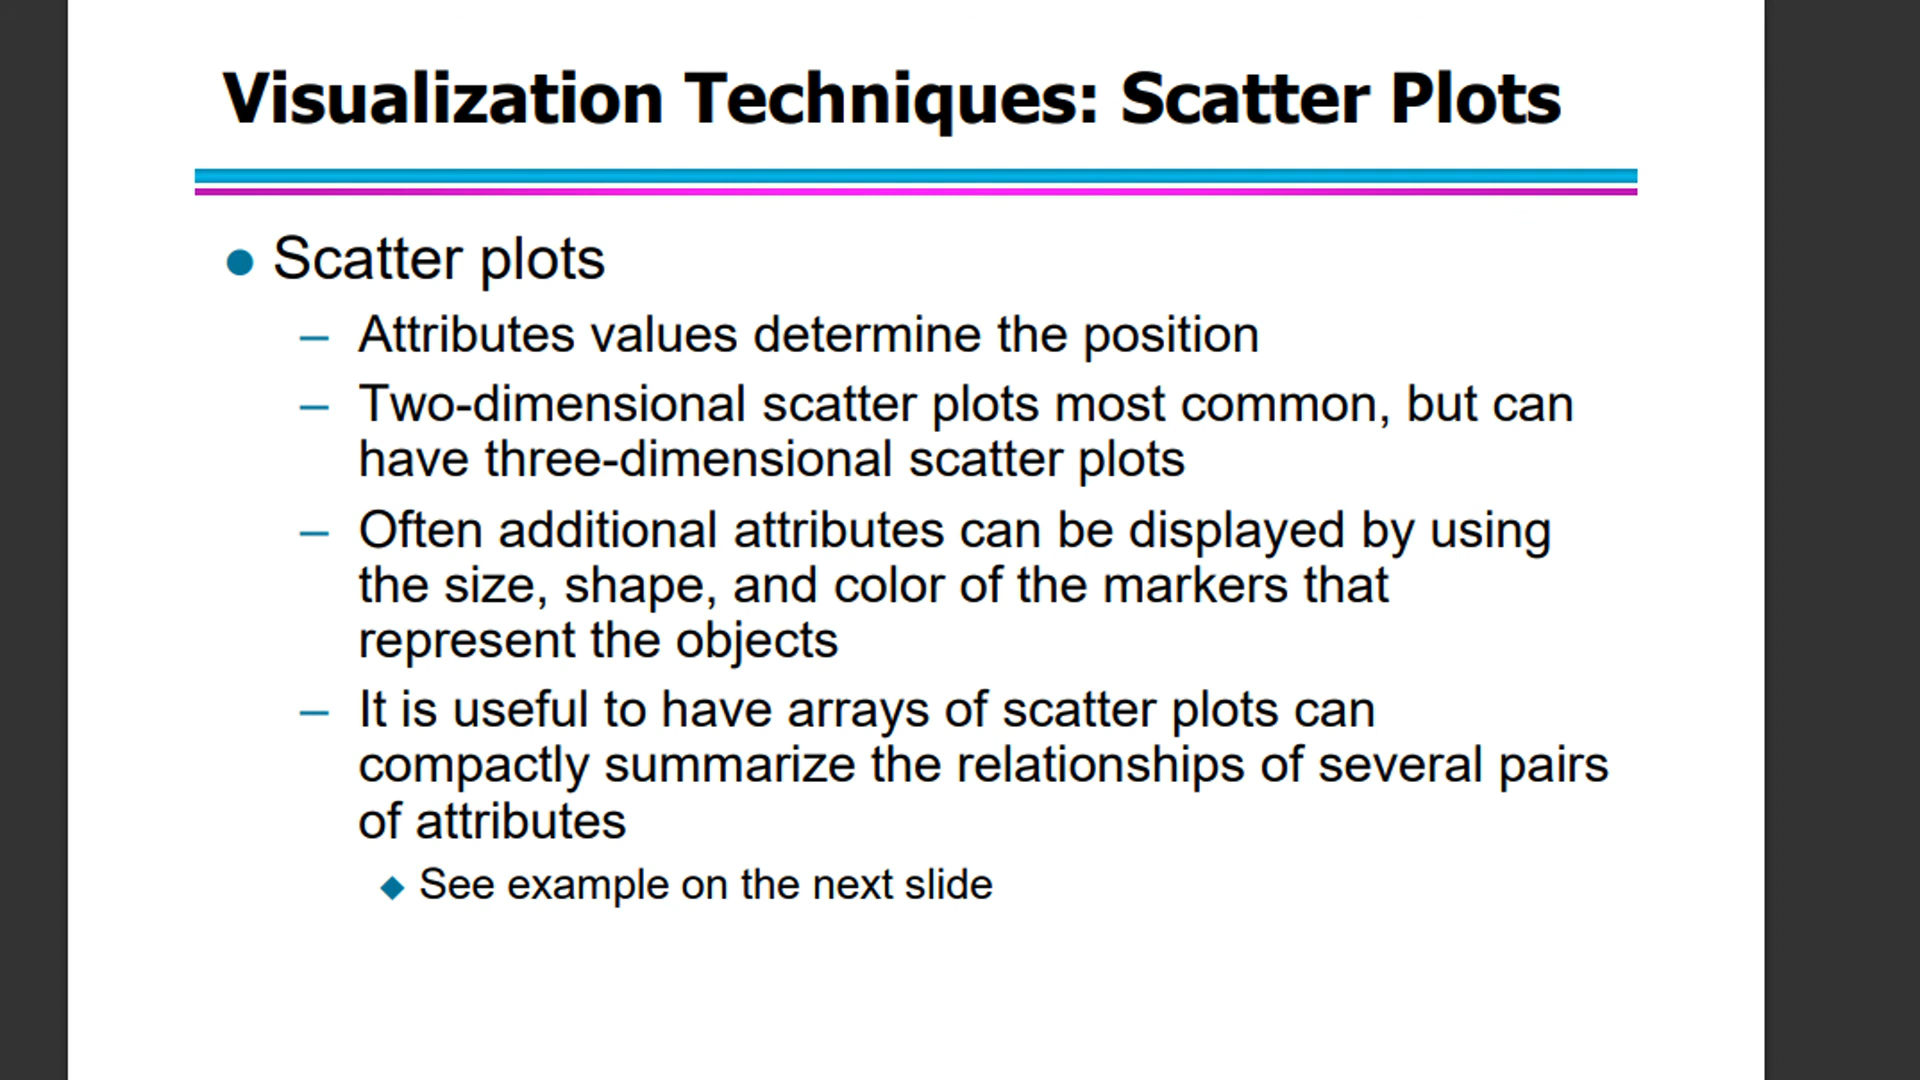 Visualization Techniques: Scatter Plots
● Scatter plots
– Attributes values determine the position
– Two-dimensional scatter plots most common, but can
have three-dimensional scatter plots
– Often additional attributes can be displayed by using
the size, shape, and color of the markers that
represent the objects
– It is useful to have arrays of scatter plots can
compactly summarize the relationships of several pairs
of attributes
◆ See example on the next slide